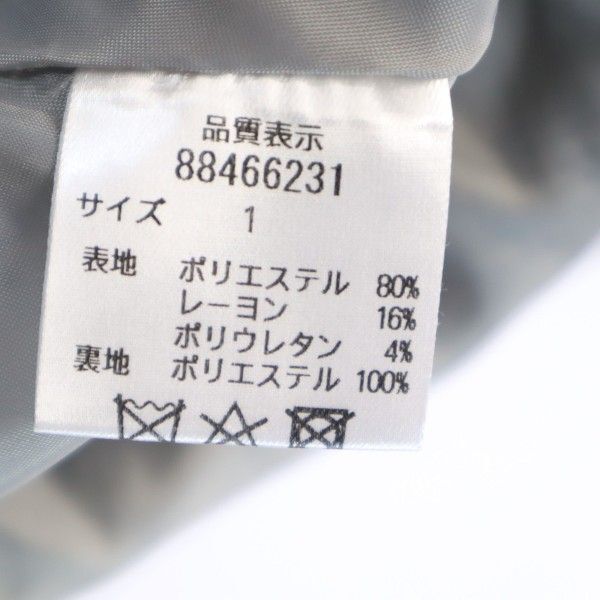 品質表示
88466231
サイズ 1
表地 ポリエステル 80%
レーヨン 16%
ポリウレタン 4%
裏地 ポリエステル 100%